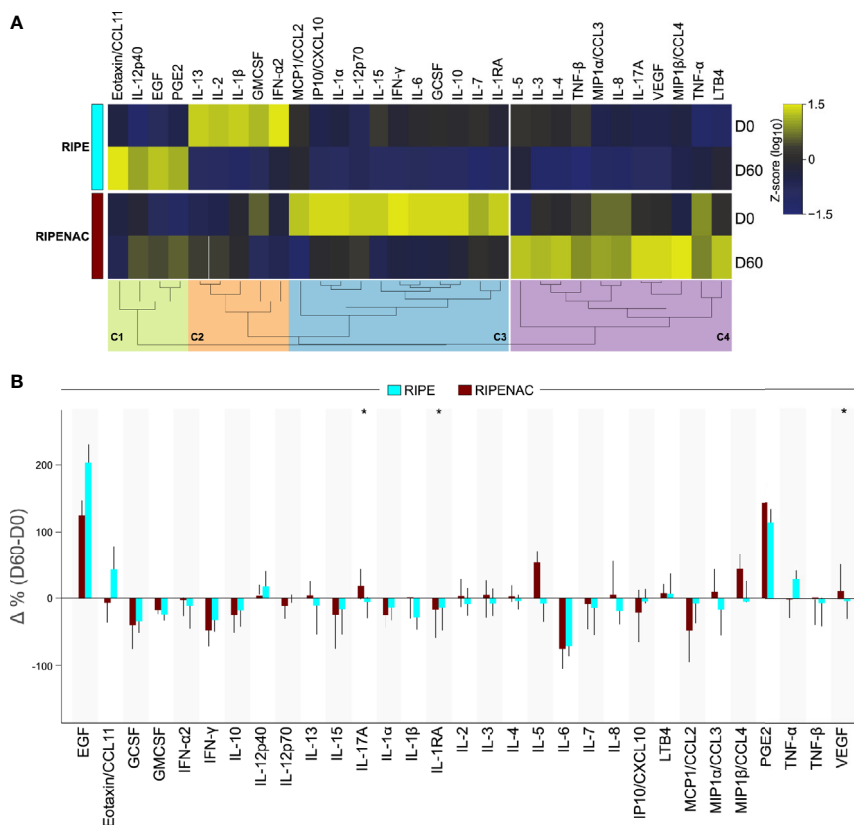 A
Eotaxin/CCL11
IL-12p40
EGF
PGE2
IL-13
IL-2
IL-1β
GMCSF
IFN-α2
MCP1/CCL2
IP10/CXCL10
IL-1α
IL-12p70
IL-15
IFN-γ
IL-6
GCSF
IL-10
IL-7
IL-1RA
IL-5
IL-3
IL-4
TNF-β
MIP1α/CCL3
IL-8
IL-17A
VEGF
MIP1β/CCL4
TNF-α
LTB4
RIPE
D0
D60
RIPENAC
D0
D60
1.5
0
−1.5
Z-score (log10)
C1
C2
C3
C4
B
RIPE
RIPENAC
* * *
Δ % (D60-D0)
200
100
0
-100
EGF
Eotaxin/CCL11
GCSF
GMCSF
IFN-α2
IFN-γ
IL-10
IL-12p40
IL-12p70
IL-13
IL-15
IL-17A
IL-1α
IL-1β
IL-1RA
IL-2
IL-3
IL-4
IL-5
IL-6
IL-7
IL-8
IP10/CXCL10
LTB4
MCP1/CCL2
MIP1α/CCL3
MIP1β/CCL4
PGE2
TNF-α
TNF-β
VEGF